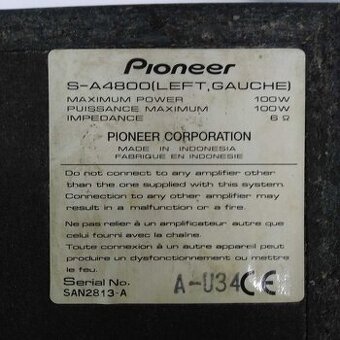 Pioneer
S-A4800(LEFT,GAUCHE)
MAXIMUM POWER 100W
PUISSANCE MAXIMUM 100W
IMPEDANCE 6 Ω
PIONEER CORPORATION
MADE IN INDONESIA
FABRIQUE EN INDONESIE
Do not connect to any amplifier other
than the one supplied with this system.
Connection to any other amplifier may
result in a malfunction or a fire.
Ne pas relier à un amplificateur autre que
celui fourni avec la chaîne.
Toute connexion à un autre appareil peut
produire un dysfonctionnement ou mettre
le feu.
Serial No. A-U34 CE
SAN2813-A